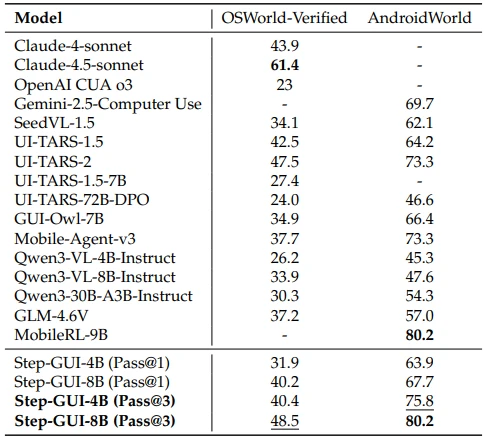 Model OSWorld-Verified AndroidWorld
Claude-4-sonnet 43.9 -
Claude-4.5-sonnet 61.4 -
OpenAI CUA o3 23 -
Gemini-2.5-Computer Use - 69.7
SeedVL-1.5 34.1 62.1
UI-TARS-1.5 42.5 64.2
UI-TARS-2 47.5 73.3
UI-TARS-1.5-7B 27.4 -
UI-TARS-72B-DPO 24.0 46.6
GUI-Owl-7B 34.9 66.4
Mobile-Agent-v3 37.7 73.3
Qwen3-VL-4B-Instruct 26.2 45.3
Qwen3-VL-8B-Instruct 33.9 47.6
Qwen3-30B-A3B-Instruct 30.3 54.3
GLM-4.6V 37.2 57.0
MobileRL-9B - 80.2
Step-GUI-4B (Pass@1) 31.9 63.9
Step-GUI-8B (Pass@1) 40.2 67.7
Step-GUI-4B (Pass@3) 40.4 75.8
Step-GUI-8B (Pass@3) 48.5 80.2